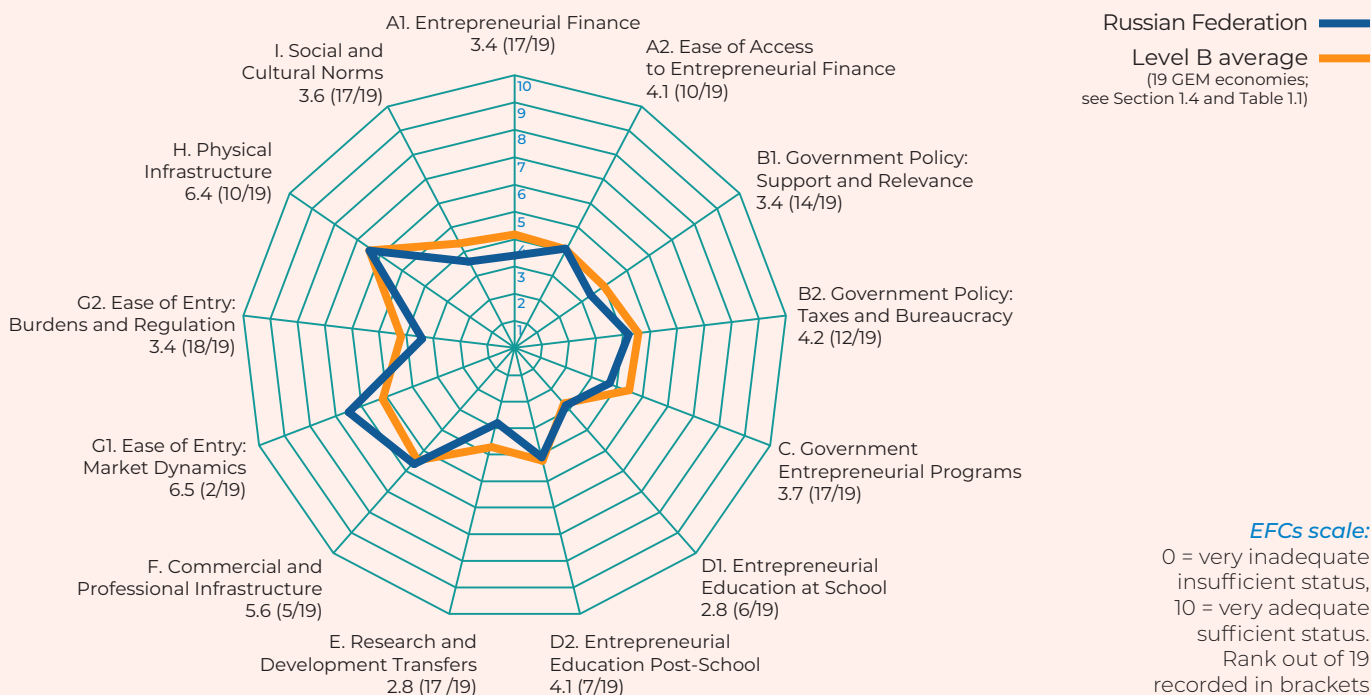 A1. Entrepreneurial Finance
3.4 (17/19)
A2. Ease of Access
to Entrepreneurial Finance
4.1 (10/19)
B1. Government Policy:
Support and Relevance
3.4 (14/19)
B2. Government Policy:
Taxes and Bureaucracy
4.2 (12/19)
C. Government
Entrepreneurial Programs
3.7 (17/19)
D1. Entrepreneurial
Education at School
2.8 (6/19)
D2. Entrepreneurial
Education Post-School
4.1 (7/19)
E. Research and
Development Transfers
2.8 (17 /19)
F. Commercial and
Professional Infrastructure
5.6 (5/19)
G1. Ease of Entry:
Market Dynamics
6.5 (2/19)
G2. Ease of Entry:
Burdens and Regulation
3.4 (18/19)
H. Physical
Infrastructure
6.4 (10/19)
I. Social and
Cultural Norms
3.6 (17/19)
10
9
8
7
6
5
4
3
2
1
Russian Federation
Level B average
(19 GEM economies;
see Section 1.4 and Table 1.1)
EFCs scale:
0 = very inadequate
insufficient status,
10 = very adequate
sufficient status.
Rank out of 19
recorded in brackets